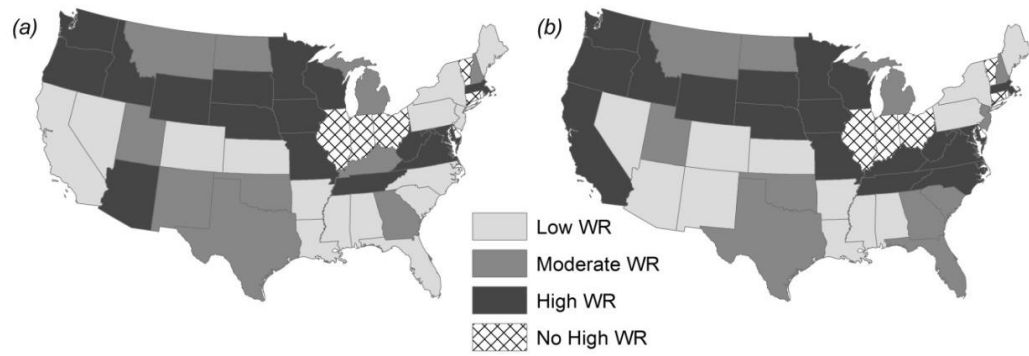 (a)
(b)
Low WR
Moderate WR
High WR
No High WR